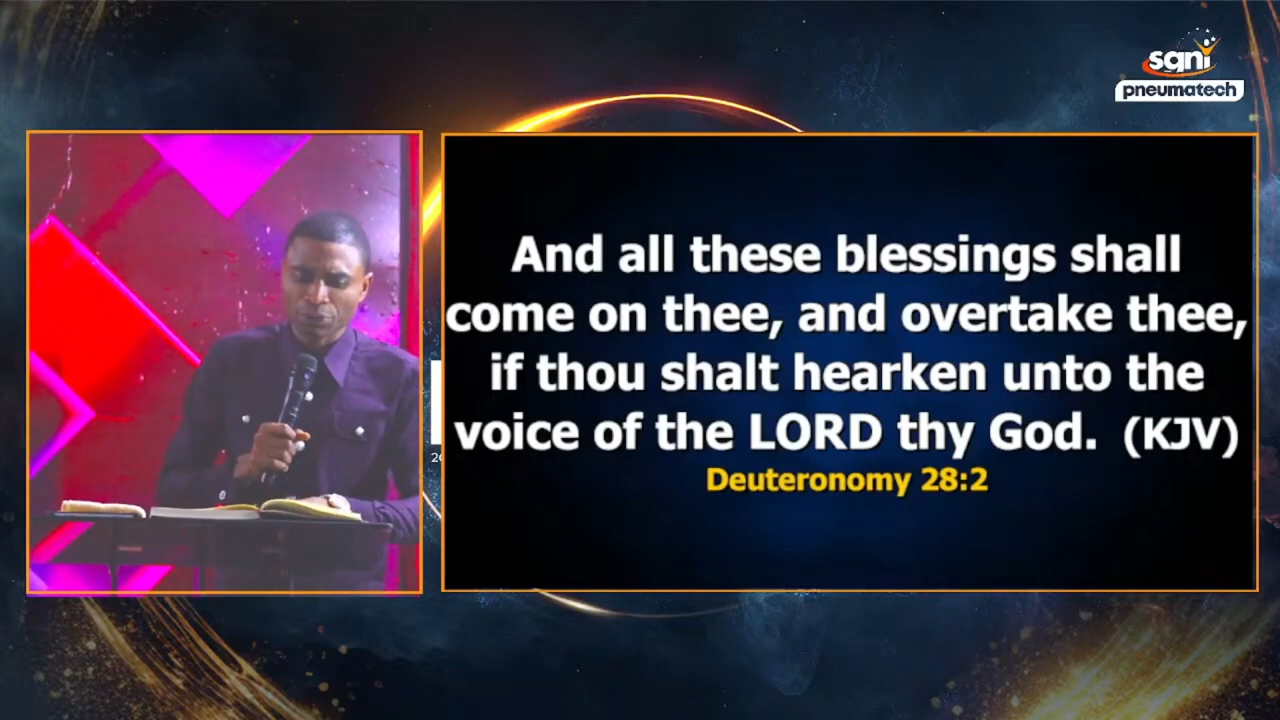 sqni
pneumatech
And all these blessings shall
come on thee, and overtake thee,
if thou shalt hearken unto the
voice of the LORD thy God. (KJV)
Deuteronomy 28:2